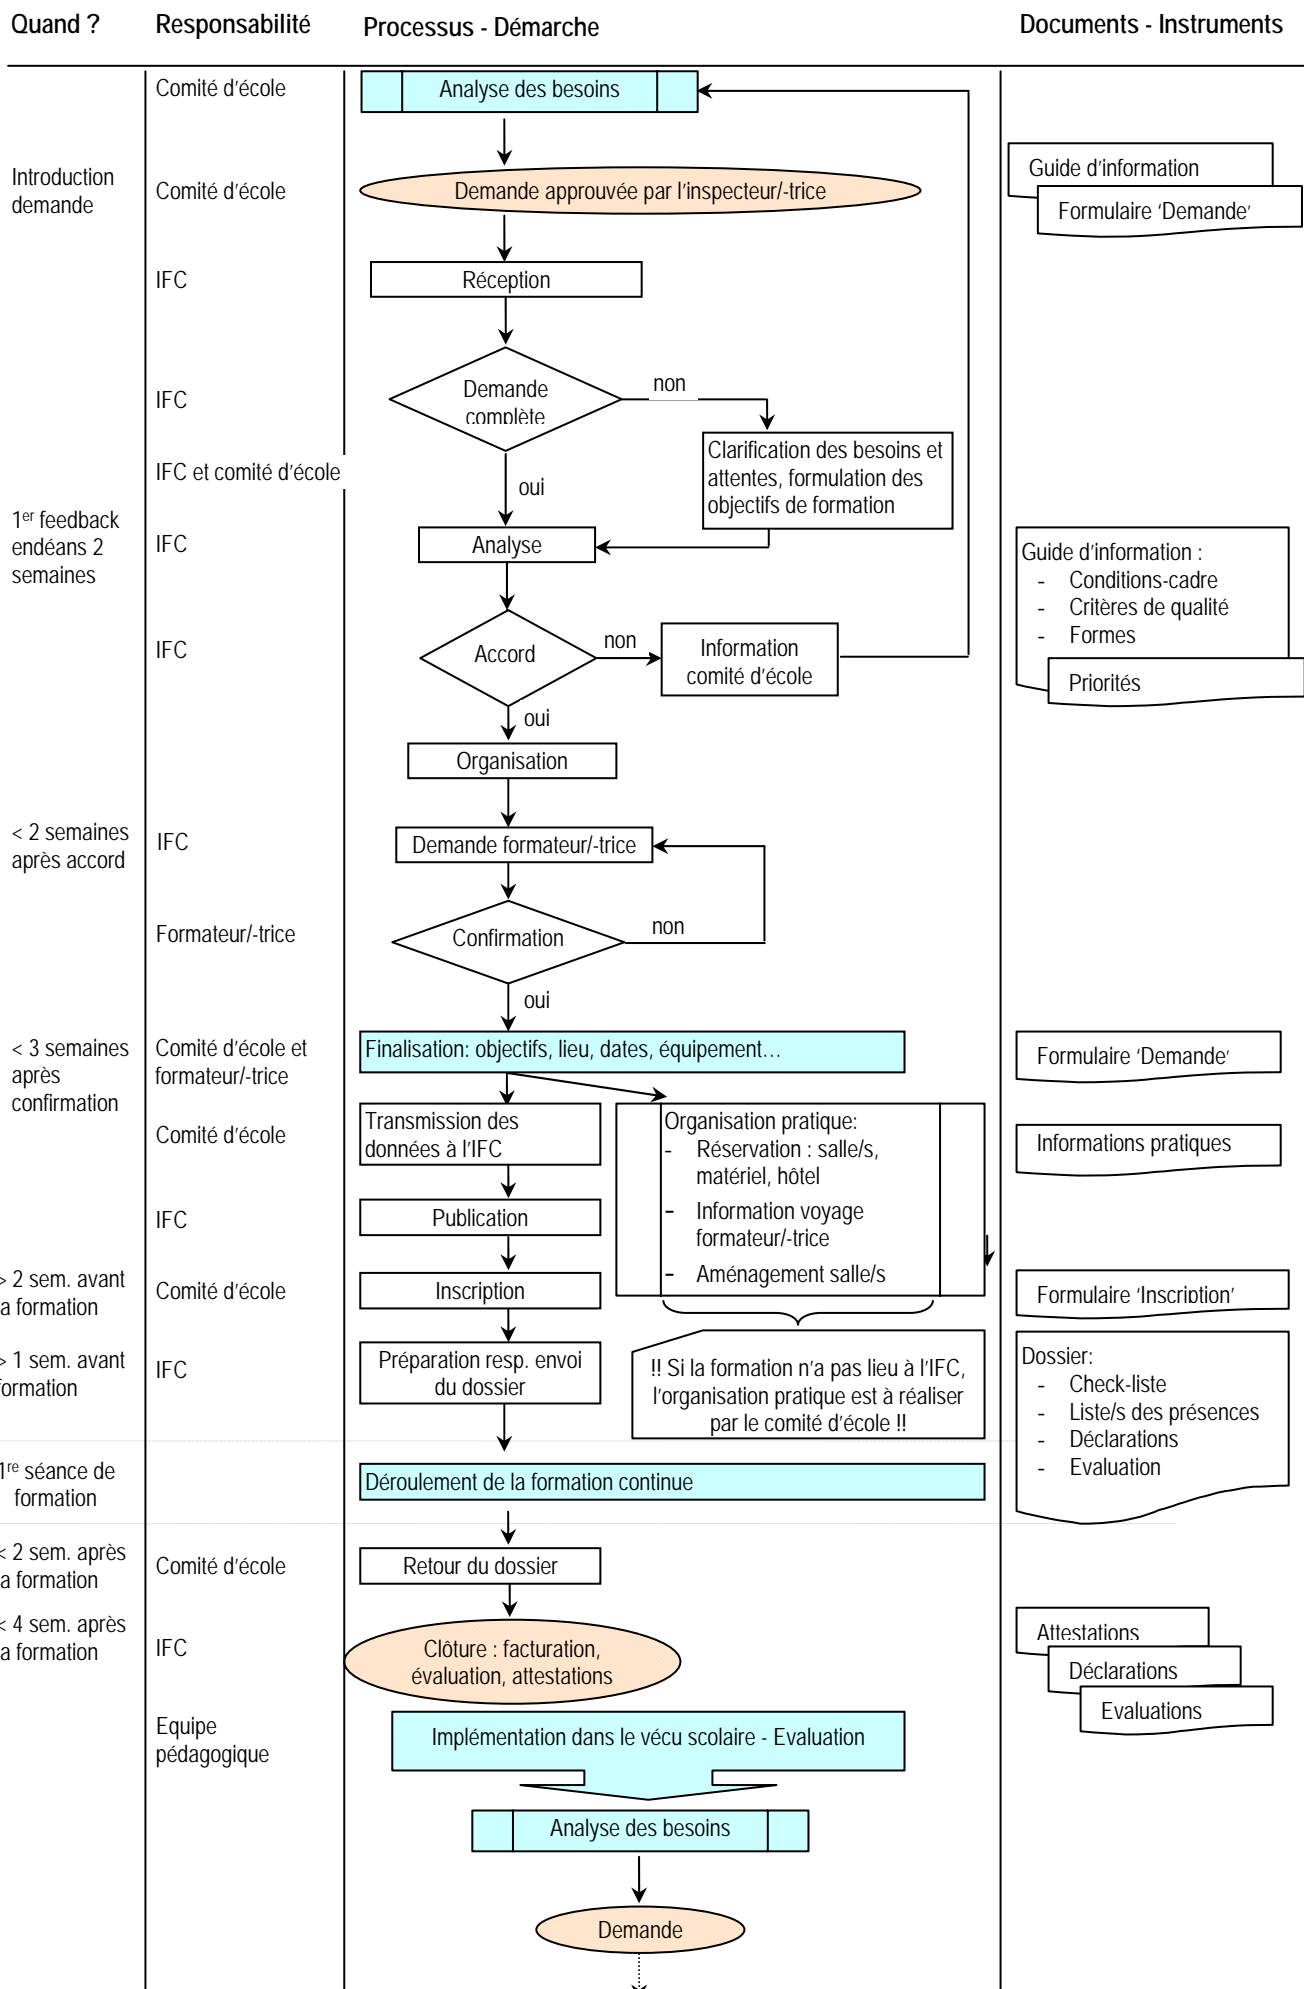 Quand ?
Responsabilité
Processus - Démarche
Documents - Instruments
Comité d’école
Analyse des besoins
Introduction
demande
Comité d’école
Demande approuvée par l’inspecteur/-trice
Guide d’information
Formulaire ‘Demande’
IFC
Réception
IFC
Demande
complète
non
IFC et comité d’école
oui
Clarification des besoins et
attentes, formulation des
objectifs de formation
1er feedback
endéans 2
semaines
IFC
Analyse
Guide d’information :
- Conditions-cadre
- Critères de qualité
- Formes
Priorités
IFC
Accord
non
Information
comité d’école
oui
Organisation
< 2 semaines
après accord
IFC
Demande formateur/-trice
Formateur/-trice
Confirmation
non
oui
< 3 semaines
après
confirmation
Comité d’école et
formateur/-trice
Finalisation: objectifs, lieu, dates, équipement…
Formulaire ‘Demande’
Comité d’école
Transmission des
données à l’IFC
Organisation pratique:
- Réservation : salle/s,
matériel, hôtel
- Information voyage
formateur/-trice
- Aménagement salle/s
Informations pratiques
IFC
Publication
> 2 sem. avant
la formation
Comité d’école
Inscription
Formulaire ‘Inscription’
> 1 sem. avant
formation
IFC
Préparation resp. envoi
du dossier
!! Si la formation n’a pas lieu à l’IFC,
l’organisation pratique est à réaliser
par le comité d’école !!
Dossier:
- Check-liste
- Liste/s des présences
- Déclarations
- Evaluation
1re séance de
formation
Déroulement de la formation continue
< 2 sem. après
la formation
Comité d’école
Retour du dossier
< 4 sem. après
la formation
IFC
Clôture : facturation,
évaluation, attestations
Attestations
Déclarations
Evaluations
Equipe
pédagogique
Implémentation dans le vécu scolaire - Evaluation
Analyse des besoins
Demande